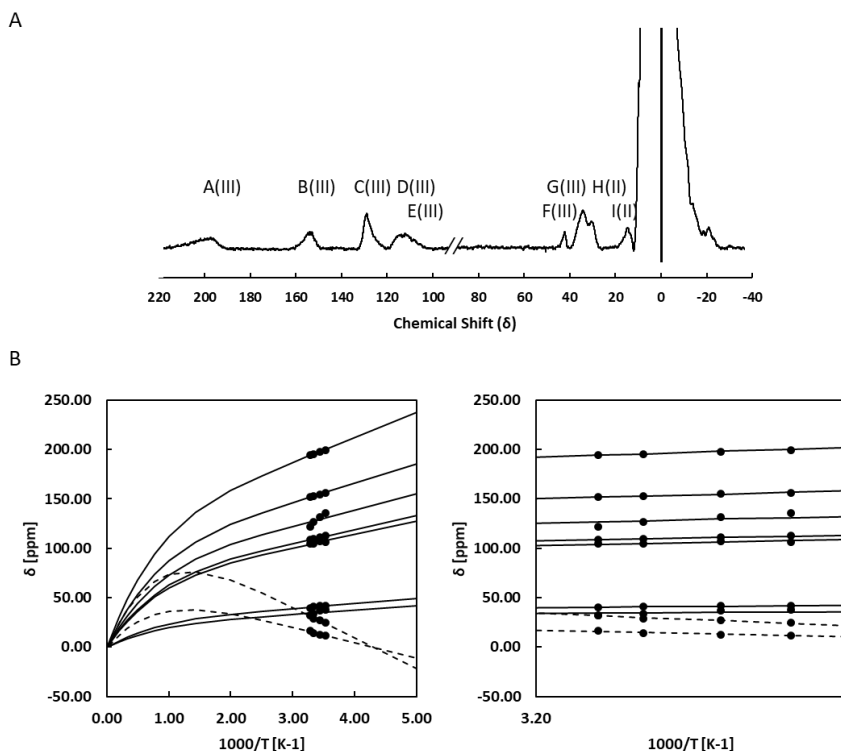 A
A(III) B(III) C(III) D(III) G(III) H(II)
E(III) F(III) I(II)
220 200 180 160 140 120 100 80 60 40 20 0 -20 -40
Chemical Shift (δ)
B
250.00 250.00
200.00 200.00
150.00 150.00
δ [ppm] δ [ppm]
100.00 100.00
50.00 50.00
0.00 0.00
-50.00 -50.00
0.00 1.00 2.00 3.00 4.00 5.00 3.20
1000/T [K-1] 1000/T [K-1]